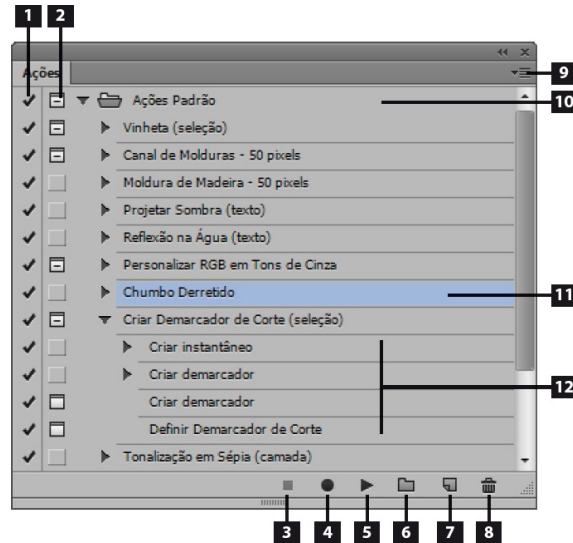 1 2
Ações
9
Ações Padrão
10
Vinheta (seleção)
Canal de Molduras - 50 pixels
Moldura de Madeira - 50 pixels
Projetar Sombra (texto)
Reflexão na Água (texto)
Personalizar RGB em Tons de Cinza
Chumbo Derretido
11
Criar Demarcador de Corte (seleção)
Criar instantâneo
Criar demarcador
12
Criar demarcador
Definir Demarcador de Corte
Tonalização em Sépia (camada)
3 4 5 6 7 8